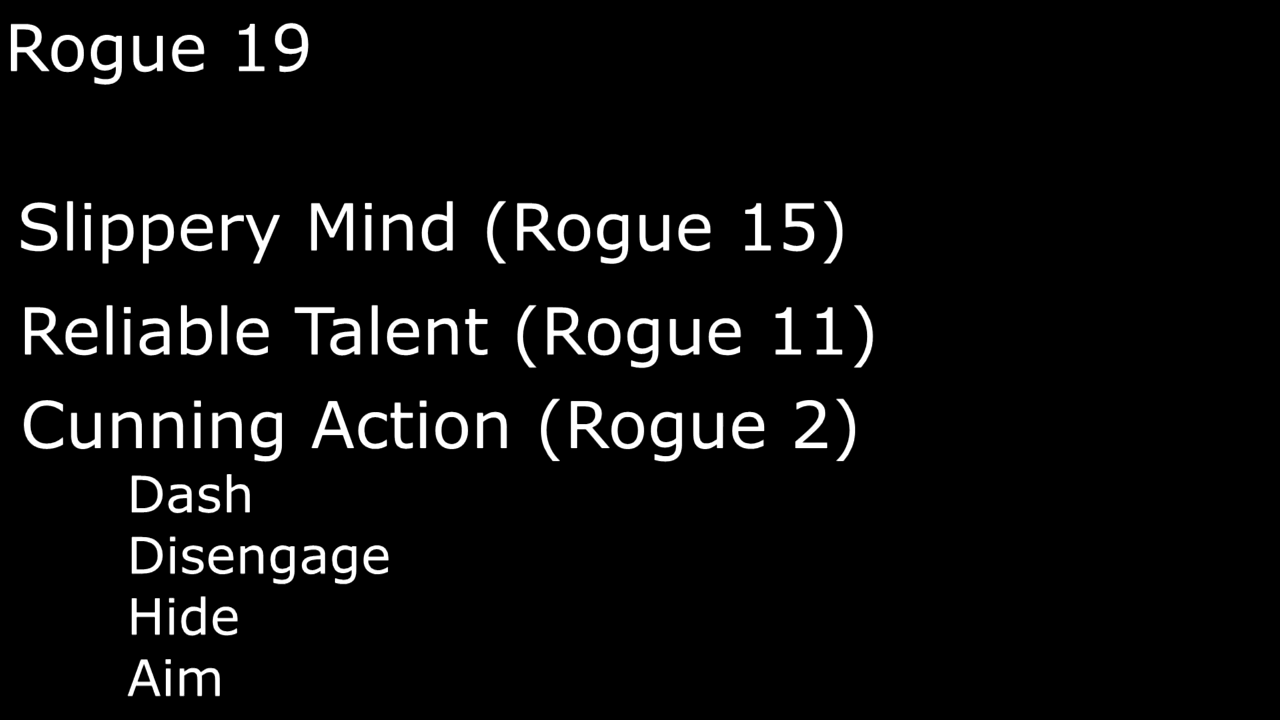 Rogue 19
Slippery Mind (Rogue 15)
Reliable Talent (Rogue 11)
Cunning Action (Rogue 2)
Dash
Disengage
Hide
Aim